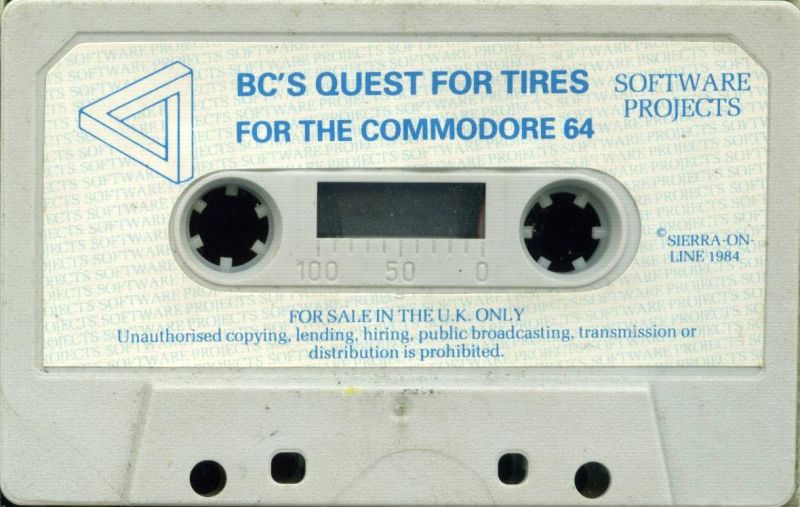 BC'S QUEST FOR TIRES
FOR THE COMMODORE 64
SOFTWARE
PROJECTS
© SIERRA-ON-
LINE 1984
100 50 0
FOR SALE IN THE U.K. ONLY
Unauthorised copying, lending, hiring, public broadcasting, transmission or
distribution is prohibited.